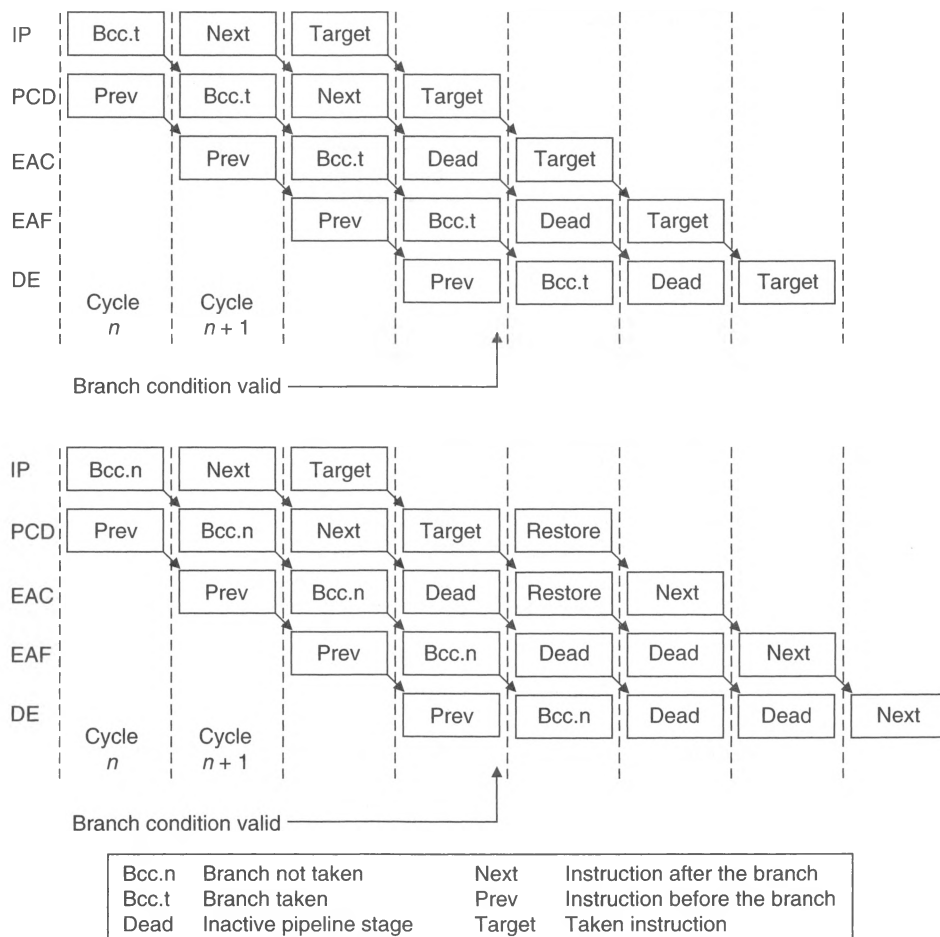 IP Bcc.t Next Target
PCD Prev Bcc.t Next Target
EAC Prev Bcc.t Dead Target
EAF Prev Bcc.t Dead Target
DE Prev Bcc.t Dead Target
Cycle Cycle
n n + 1
Branch condition valid
IP Bcc.n Next Target
PCD Prev Bcc.n Next Target Restore
EAC Prev Bcc.n Dead Restore Next
EAF Prev Bcc.n Dead Dead Next
DE Prev Bcc.n Dead Dead Next
Cycle Cycle
n n + 1
Branch condition valid
Bcc.n Branch not taken Next Instruction after the branch
Bcc.t Branch taken Prev Instruction before the branch
Dead Inactive pipeline stage Target Taken instruction